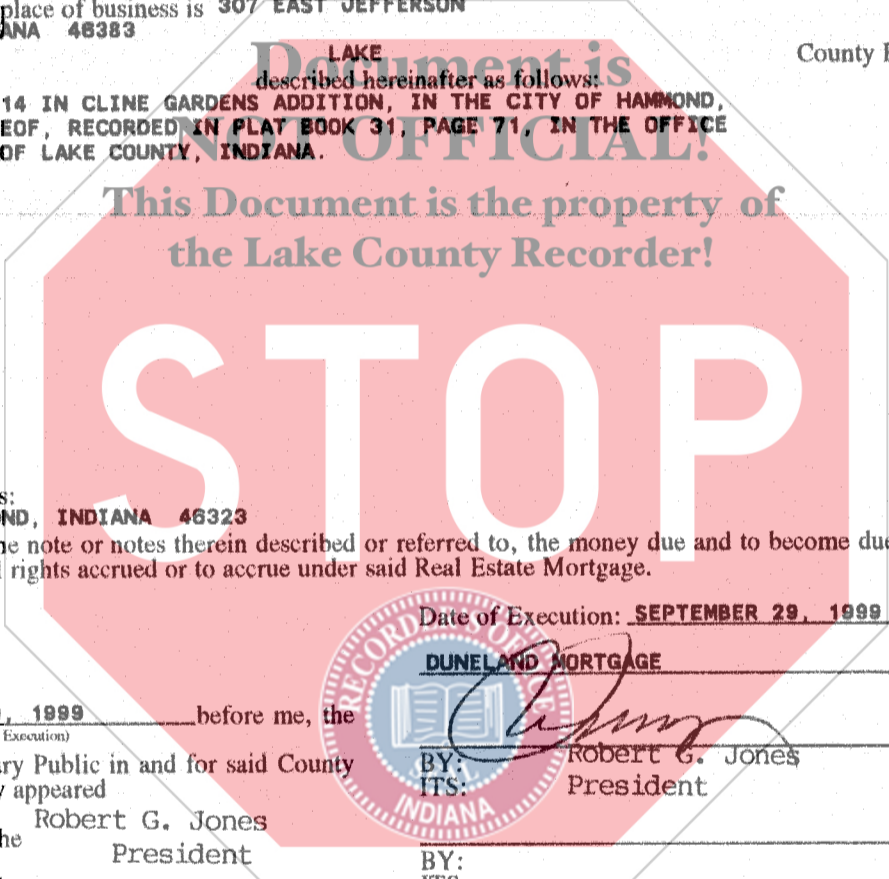 place of business is 307 EAST JEFFERSON
ANA 46383
LAKE County
Document is
described hereinafter as follows:
14 IN CLINE GARDENS ADDITION, IN THE CITY OF HAMMOND,
EOF, RECORDED IN PLAT BOOK 31, PAGE 71, IN THE OFFICE
NOT OFFICIAL!
OF LAKE COUNTY, INDIANA.
This Document is the property of
the Lake County Recorder!
STOP
s:
ND, INDIANA 46323
he note or notes therein described or referred to, the money due and to become due
rights accrued or to accrue under said Real Estate Mortgage.
Date of Execution: SEPTEMBER 29, 1999
DUNELAND MORTGAGE
RECORDER'S OFFICE
SEAL
INDIANA
, 1999 before me, the
Execution)
ary Public in and for said County
y appeared
Robert G. Jones
he
President
BY: Robert G. Jones
ITS: President
BY: